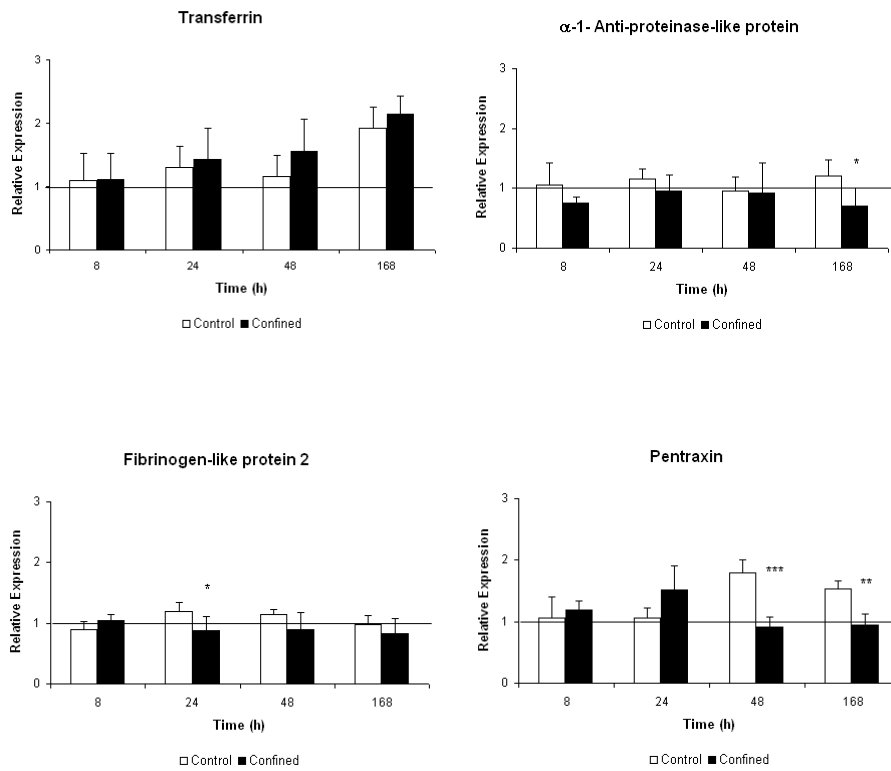 Transferrin
3
2
1
0
Relative Expression
8 24 48 168
Time (h)
Control Confined
α-1- Anti-proteinase-like protein
3
2
1
0
Relative Expression
*
8 24 48 168
Time (h)
Control Confined
Fibrinogen-like protein 2
3
2
1
0
Relative Expression
*
8 24 48 168
Time (h)
Control Confined
Pentraxin
3
2
1
0
Relative Expression
*** **
8 24 48 168
Time (h)
Control Confined